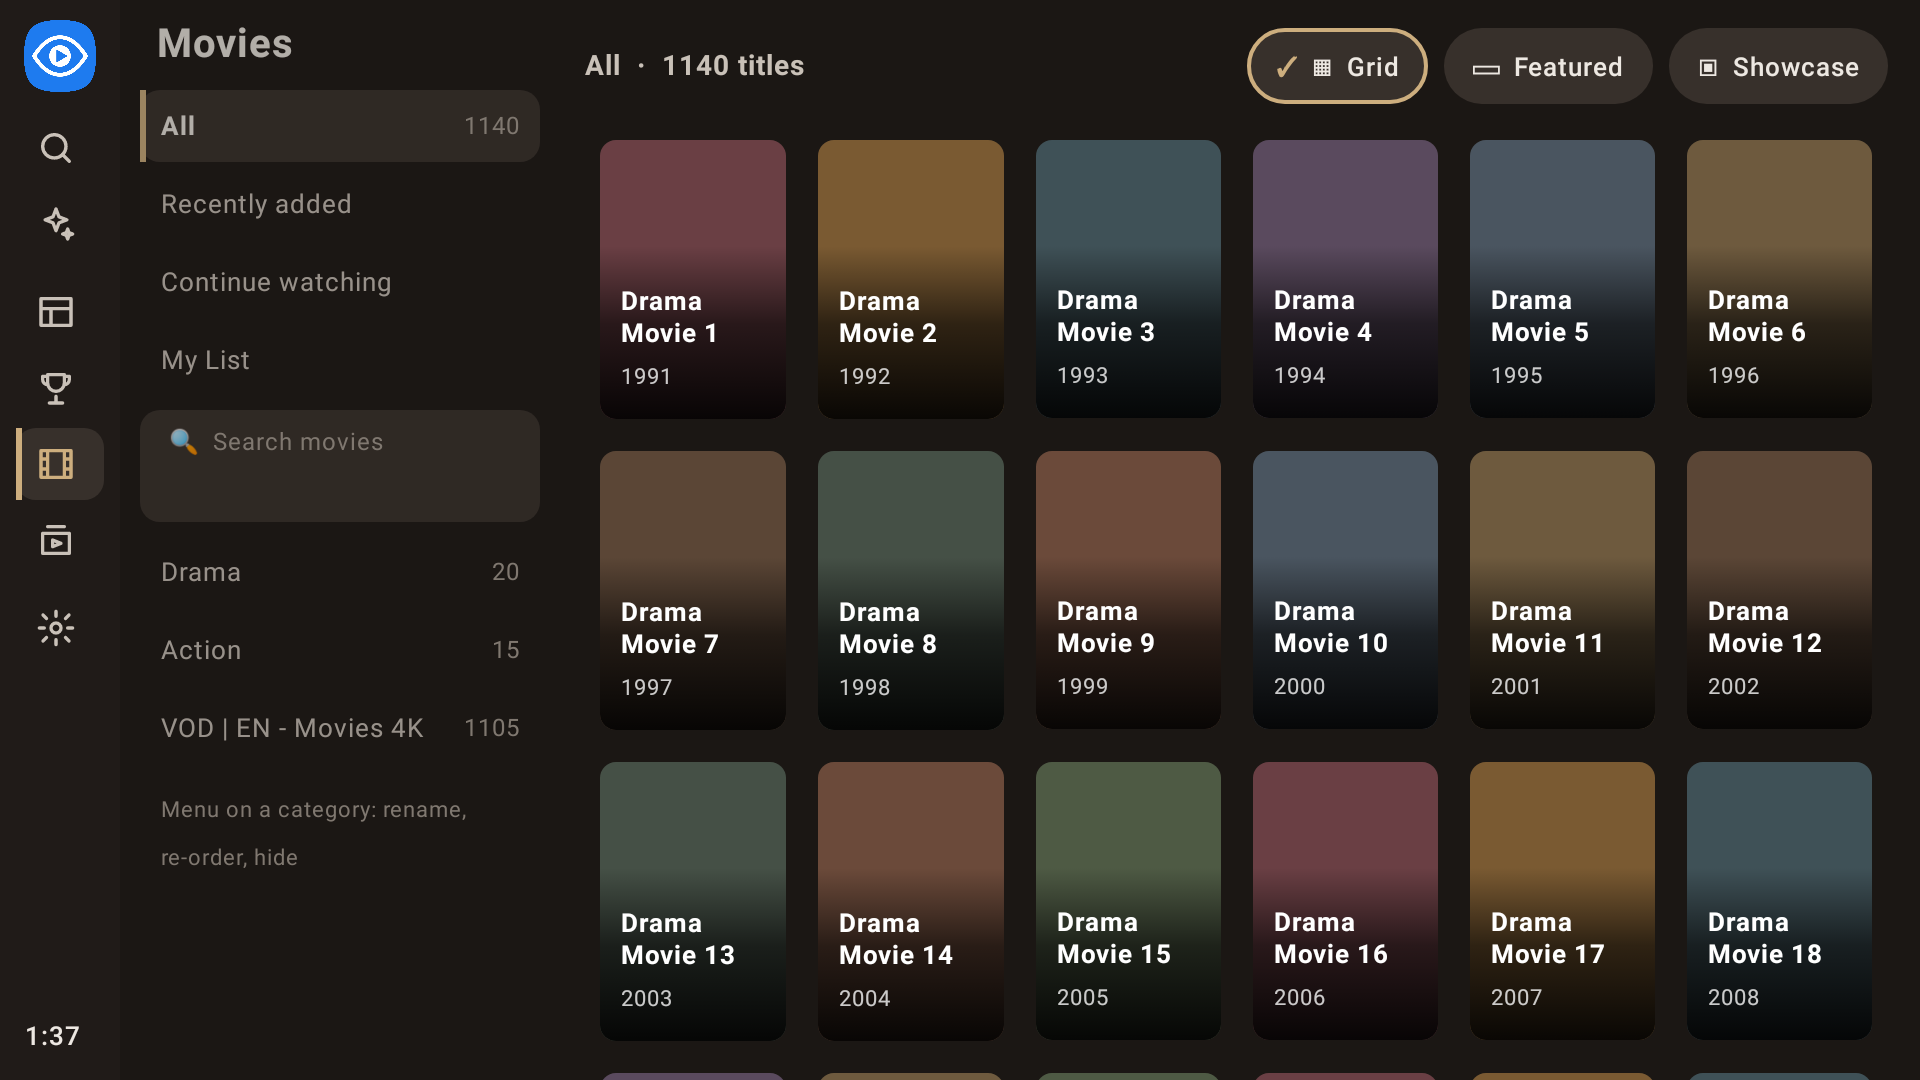 Movies
All 1140
Recently added
Continue watching
My List
Search movies
Drama 20
Action 15
VOD | EN - Movies 4K 1105
Menu on a category: rename,
re-order, hide
1:37
All · 1140 titles
✓ Grid
Featured
Showcase
Drama
Movie 1
1991
Drama
Movie 2
1992
Drama
Movie 3
1993
Drama
Movie 4
1994
Drama
Movie 5
1995
Drama
Movie 6
1996
Drama
Movie 7
1997
Drama
Movie 8
1998
Drama
Movie 9
1999
Drama
Movie 10
2000
Drama
Movie 11
2001
Drama
Movie 12
2002
Drama
Movie 13
2003
Drama
Movie 14
2004
Drama
Movie 15
2005
Drama
Movie 16
2006
Drama
Movie 17
2007
Drama
Movie 18
2008